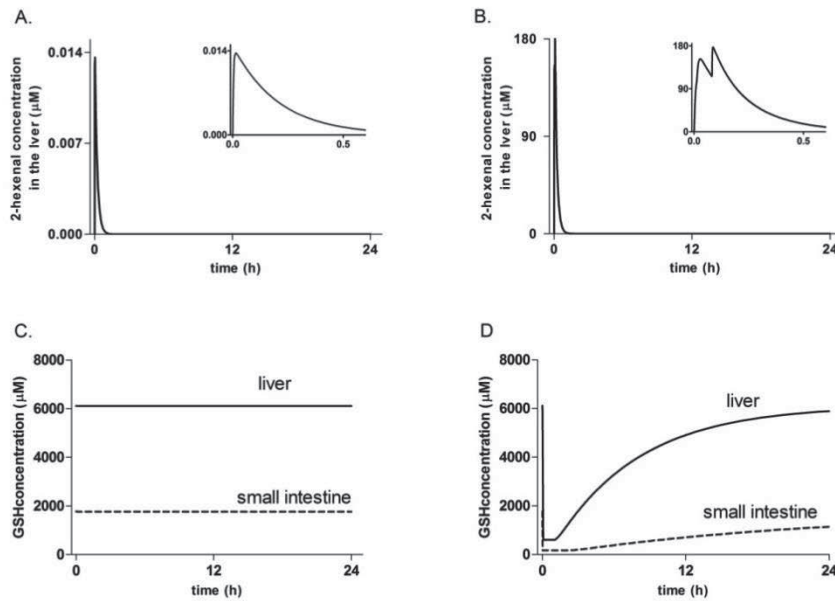 A.
2-hexenal concentration
in the lver (μM)
0.014
0.007
0.000
0
12
24
time (h)
0.014
0.000
0.0
0.5
B.
2-hexenal concentration
in the lver (μM)
180
90
0
0
12
24
time (h)
180
90
0
0.0
0.5
C.
GSHconcentration (μM)
8000
6000
4000
2000
0
0
12
24
time (h)
liver
small intestine
D
GSHconcentration (μM)
8000
6000
4000
2000
0
0
12
24
time (h)
liver
small intestine